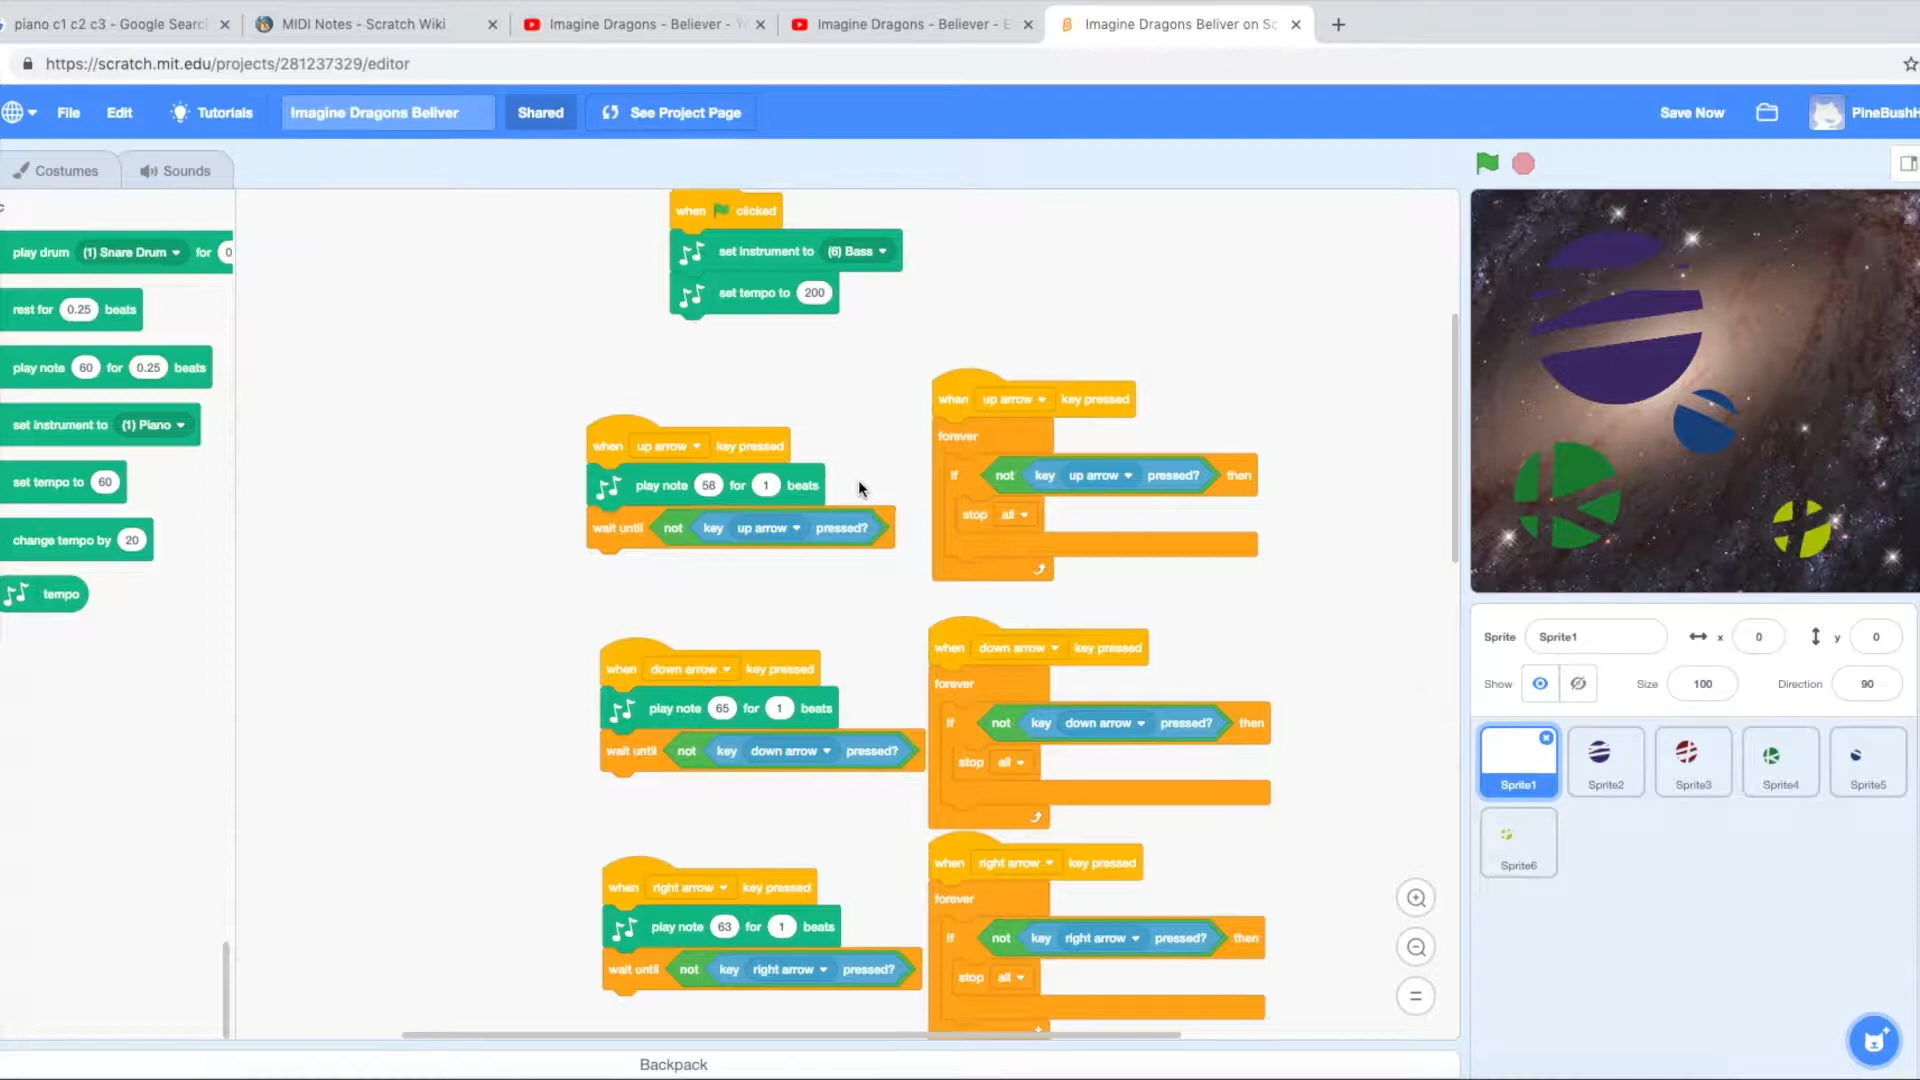 piano c1 c2 c3 - Google Searc
MIDI Notes - Scratch Wiki
Imagine Dragons - Believer - Y
Imagine Dragons - Believer - E
Imagine Dragons Beliver on Sc
https://scratch.mit.edu/projects/281237329/editor
File
Edit
Tutorials
Imagine Dragons Beliver
Shared
See Project Page
Save Now
PineBushH
Costumes
Sounds
play drum (1) Snare Drum for 0
rest for 0.25 beats
play note 60 for 0.25 beats
set instrument to (1) Piano
set tempo to 60
change tempo by 20
tempo
when clicked
set instrument to (6) Bass
set tempo to 200
when up arrow key pressed
play note 58 for 1 beats
wait until not key up arrow pressed?
when up arrow key pressed
forever
if not key up arrow pressed? then
stop all
when down arrow key pressed
play note 65 for 1 beats
wait until not key down arrow pressed?
when down arrow key pressed
forever
if not key down arrow pressed? then
stop all
when right arrow key pressed
play note 63 for 1 beats
wait until not key right arrow pressed?
when right arrow key pressed
forever
if not key right arrow pressed? then
stop all
Sprite Sprite1 x 0 y 0
Show Size 100 Direction 90
Sprite1
Sprite2
Sprite3
Sprite4
Sprite5
Sprite6
Backpack